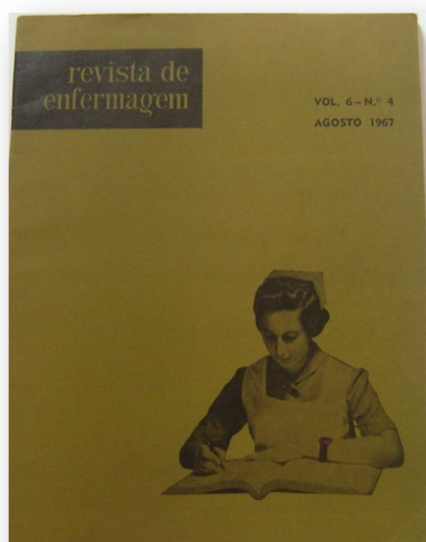 revista de
enfermagem
VOL. 6 – N.º 4
AGOSTO 1967